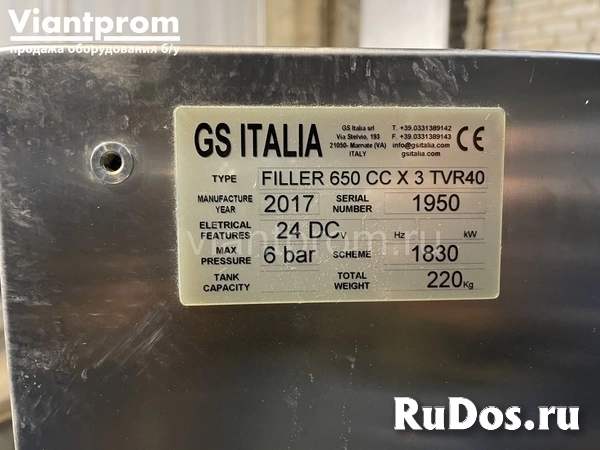 Viantprom
продажа оборудования б/у
GS ITALIA
GS Italia srl
Via Stelvio, 193
21050- Marnate (VA)
ITALY
T. +39.0331389142
F. +39.0331389143
info@gsitalia.com
gsitalia.com
CE
TYPE FILLER 650 CC X 3 TVR40
MANUFACTURE YEAR 2017 SERIAL NUMBER 1950
ELETRICAL FEATURES 24 DC V Hz kW
MAX PRESSURE 6 bar SCHEME 1830
TANK CAPACITY TOTAL WEIGHT 220 Kg
viantprom.ru
RuDos.ru